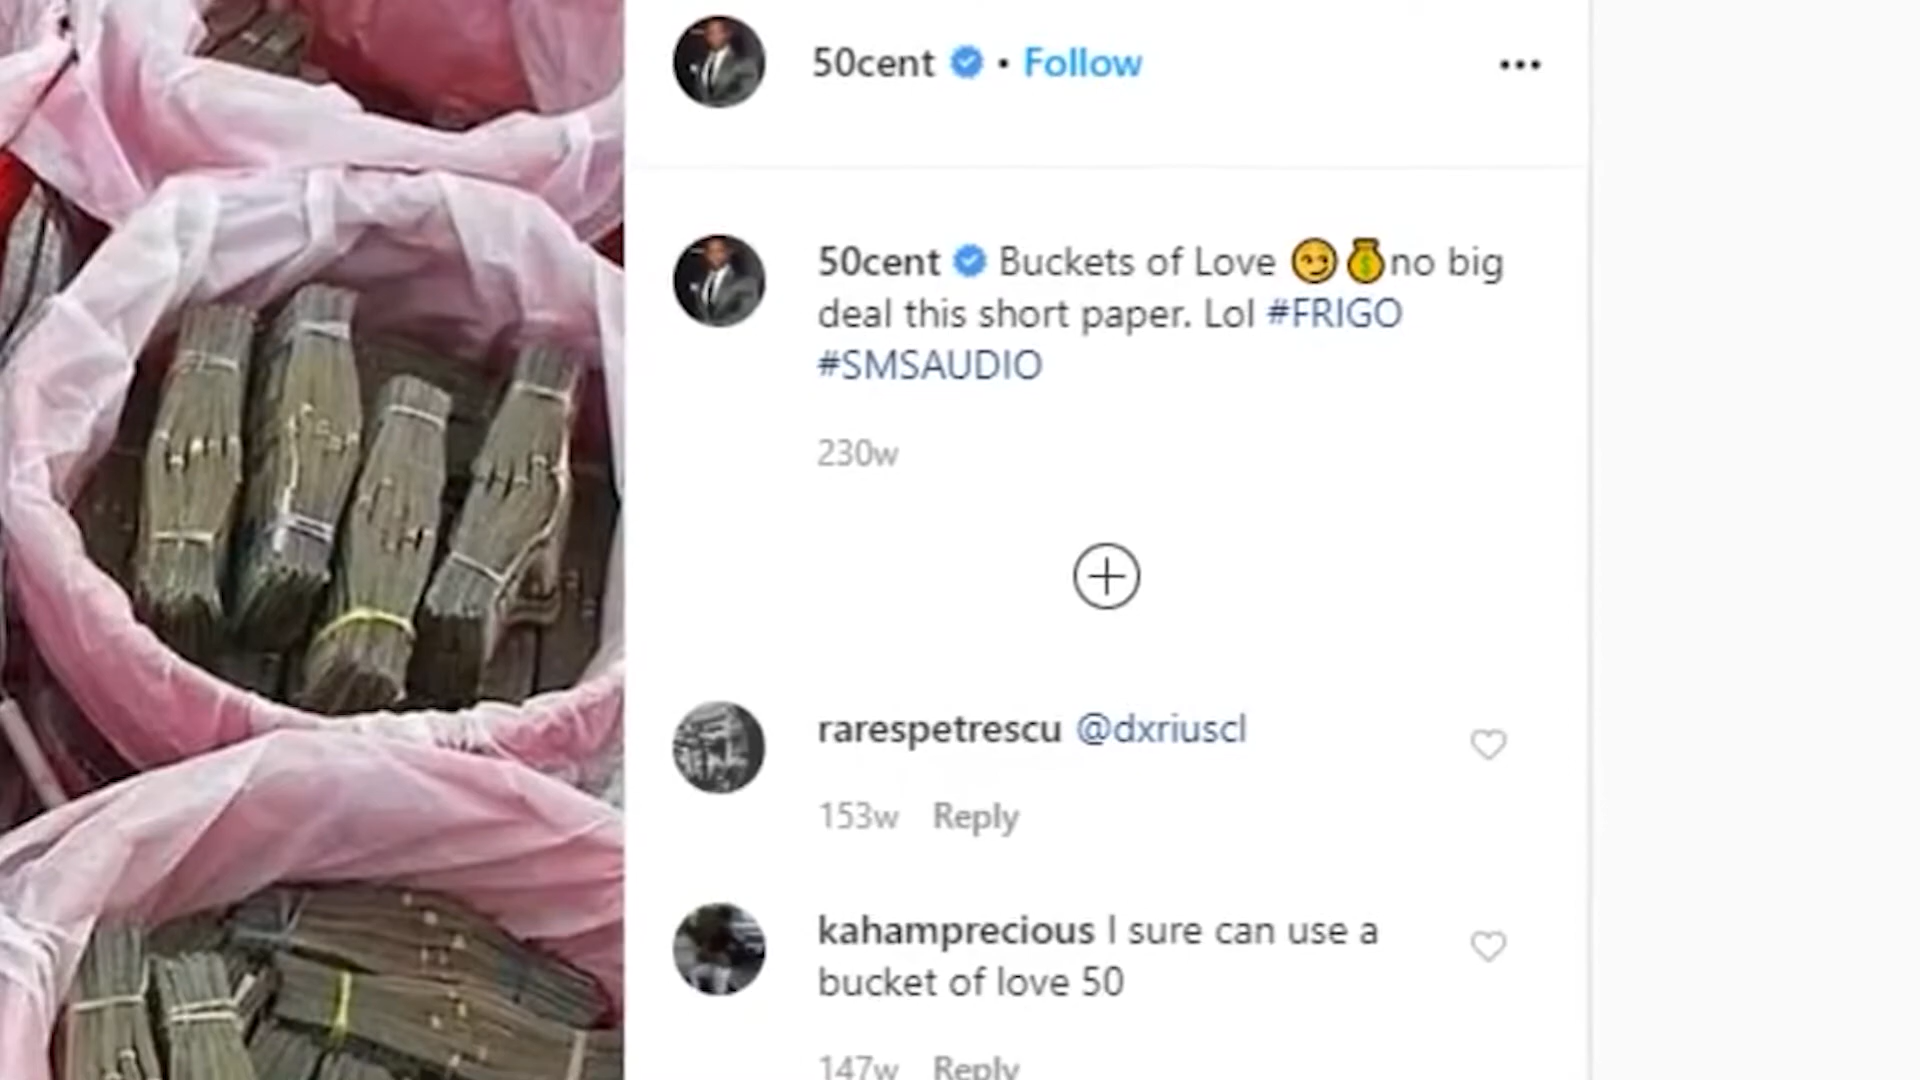 50cent • Follow
50cent Buckets of Love 😏💰no big
deal this short paper. Lol #FRIGO
#SMSAUDIO
230w
rarespetrescu @dxriuscl
153w Reply
kahamprecious I sure can use a
bucket of love 50
147w Reply